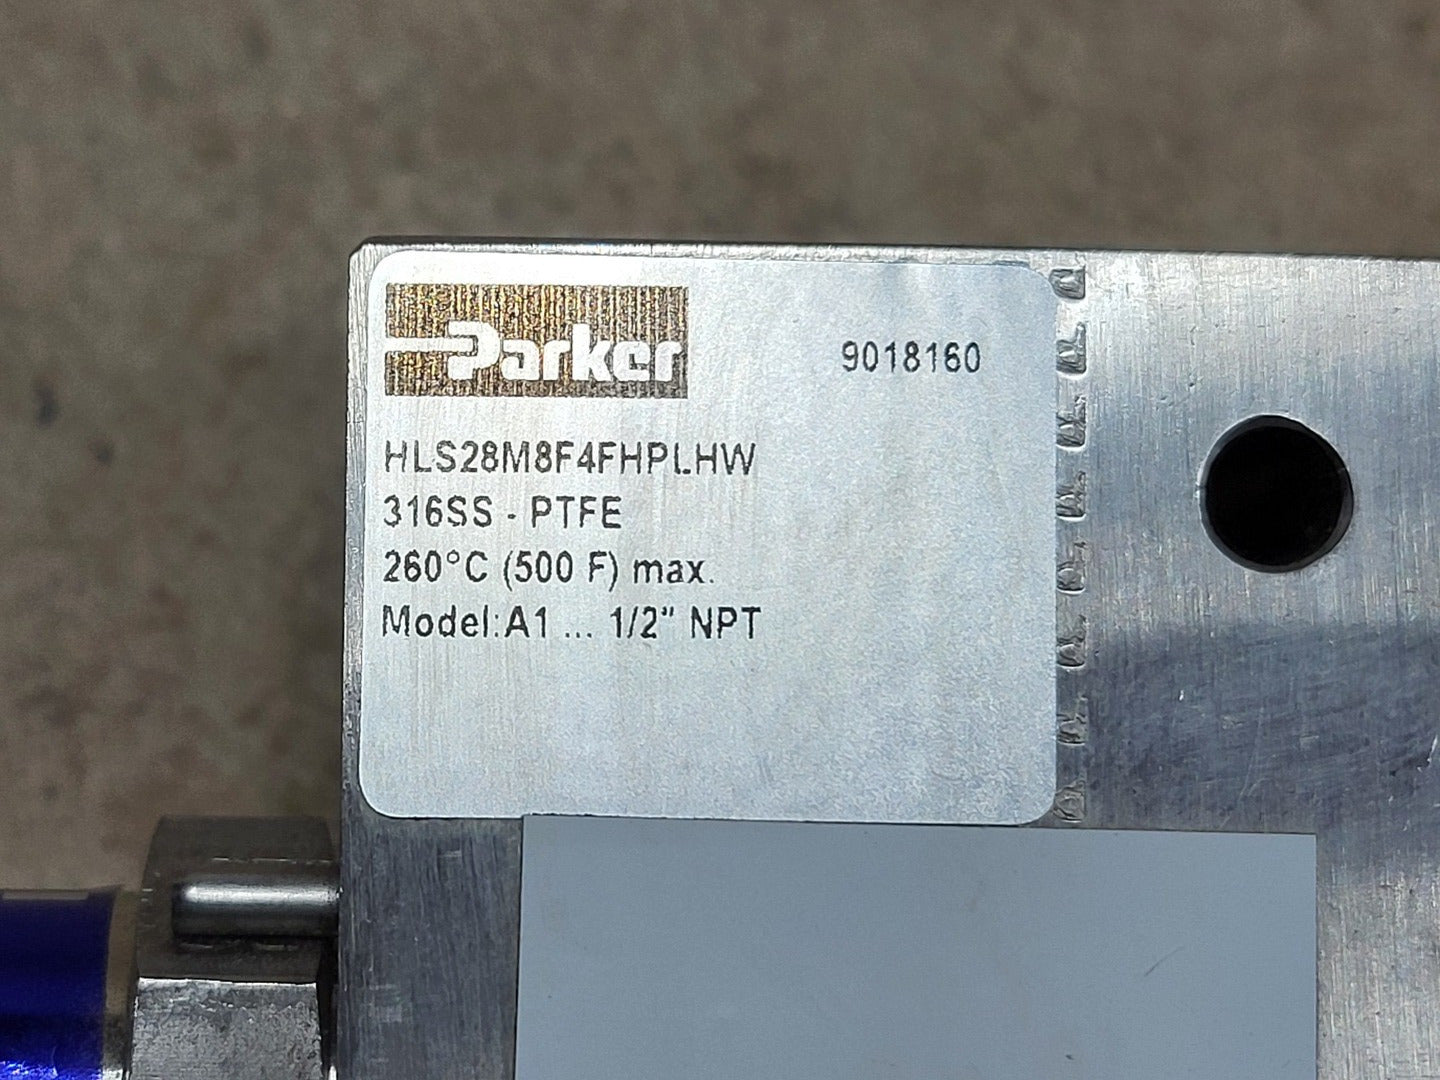 Parker
9018160
HLS28M8F4FHPLHW
316SS - PTFE
260°C (500 F) max.
Model:A1 ... 1/2" NPT